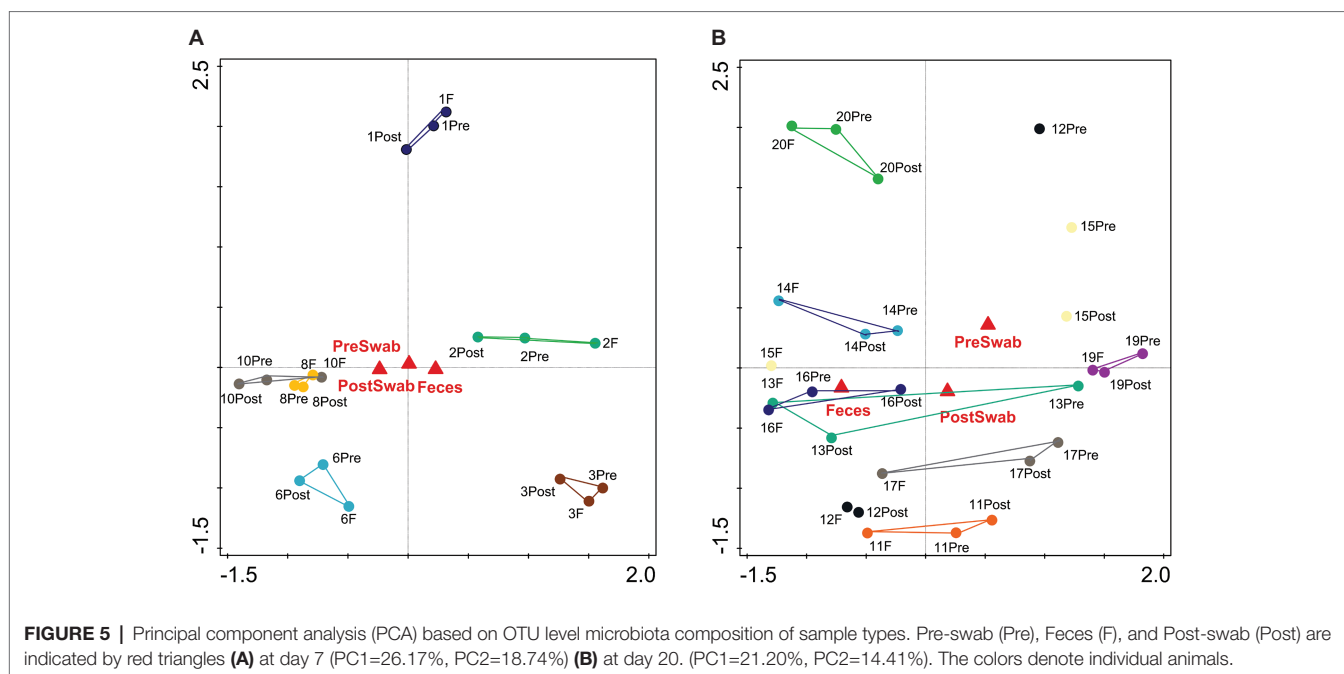 A
B
2.5
2.5
1F
1Post
1Pre
20Pre
12Pre
20F
20Post
15Pre
14F
14Pre
15Post
14Post
PreSwab
2Post
2Pre
2F
PreSwab
10Pre
8F
10F
15F
19F
19Pre
PostSwab
Feces
16Pre
10Post
8Pre
8Post
13F
16Post
19Post
13Pre
Feces
PostSwab
16F
13Post
6Pre
3Pre
17Pre
6Post
3Post
17Post
17F
6F
3F
12F
12Post
11Post
11F
11Pre
-1.5
-1.5
-1.5
2.0
-1.5
2.0
FIGURE 5 | Principal component analysis (PCA) based on OTU level microbiota composition of sample types. Pre-swab (Pre), Feces (F), and Post-swab (Post) are
indicated by red triangles (A) at day 7 (PC1=26.17%, PC2=18.74%) (B) at day 20. (PC1=21.20%, PC2=14.41%). The colors denote individual animals.